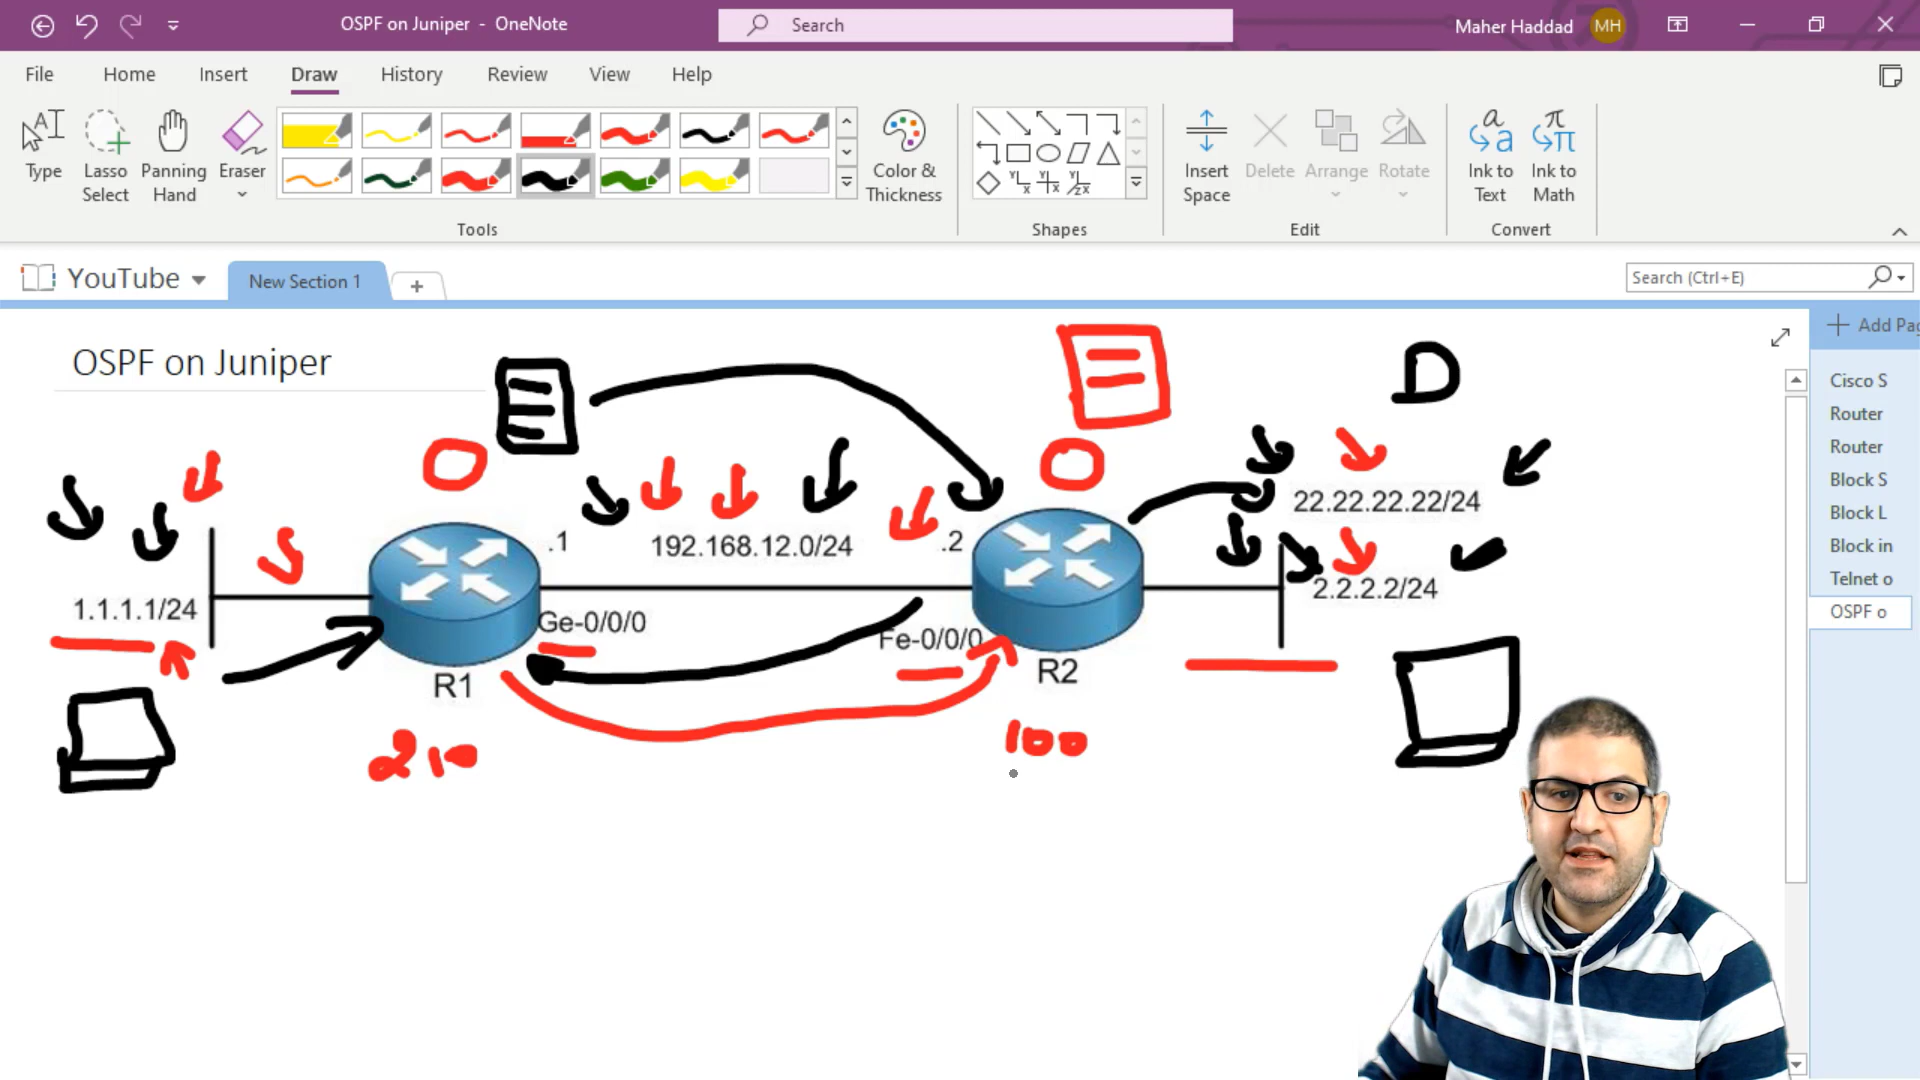 OSPF on Juniper - OneNote
Search
Maher Haddad
MH
File
Home
Insert
Draw
History
Review
View
Help
Type
Lasso
Select
Panning
Hand
Eraser
Color &
Thickness
Insert
Space
Delete
Arrange
Rotate
Ink to
Text
Ink to
Math
Tools
Shapes
Edit
Convert
YouTube
New Section 1
Search (Ctrl+E)
Add Pag
OSPF on Juniper
D
O
O
22.22.22.22/24
.1
192.168.12.0/24
.2
1.1.1.1/24
2.2.2.2/24
Ge-0/0/0
Fe-0/0/0
R1
R2
210
100
Cisco S
Router
Router
Block S
Block L
Block in
Telnet o
OSPF o